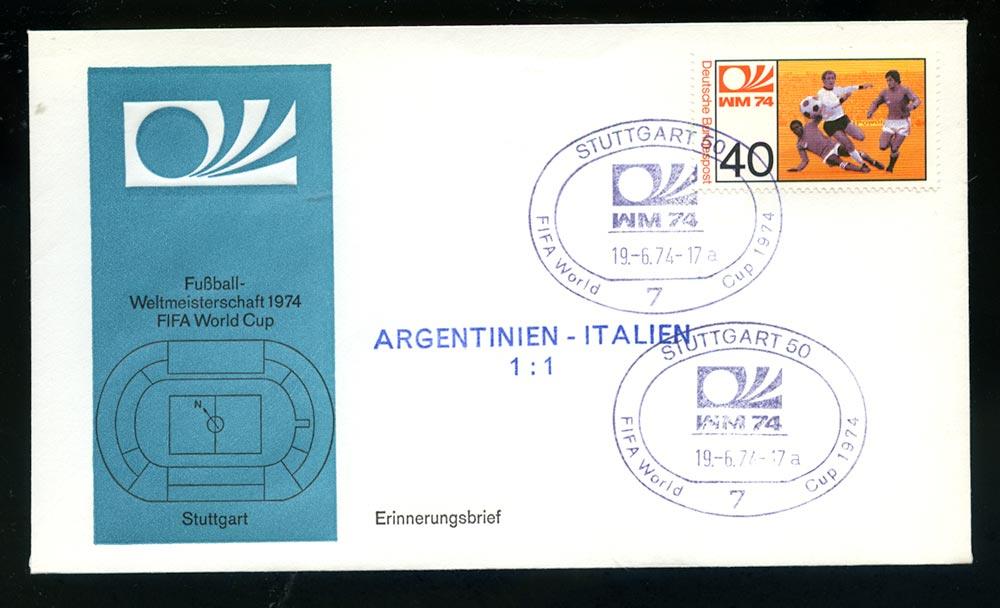 Deutsche Bundespost
WM 74
40
STUTTGART 50
WM 74
19.-6.74-17 a
FIFA World Cup 1974
7
Fußball-
Weltmeisterschaft 1974
FIFA World Cup
N
Stuttgart
ARGENTINIEN - ITALIEN
1 : 1
STUTTGART 50
WM 74
19.-6.74-17 a
FIFA World Cup 1974
7
Erinnerungsbrief